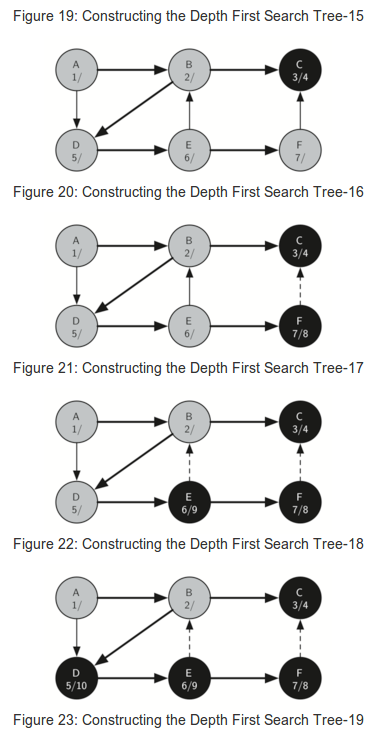 Figure 19: Constructing the Depth First Search Tree-15
A B C
1/ 2/ 3/4
D E F
5/ 6/ 7/
Figure 20: Constructing the Depth First Search Tree-16
A B C
1/ 2/ 3/4
D E F
5/ 6/ 7/8
Figure 21: Constructing the Depth First Search Tree-17
A B C
1/ 2/ 3/4
D E F
5/ 6/9 7/8
Figure 22: Constructing the Depth First Search Tree-18
A B C
1/ 2/ 3/4
D E F
5/10 6/9 7/8
Figure 23: Constructing the Depth First Search Tree-19